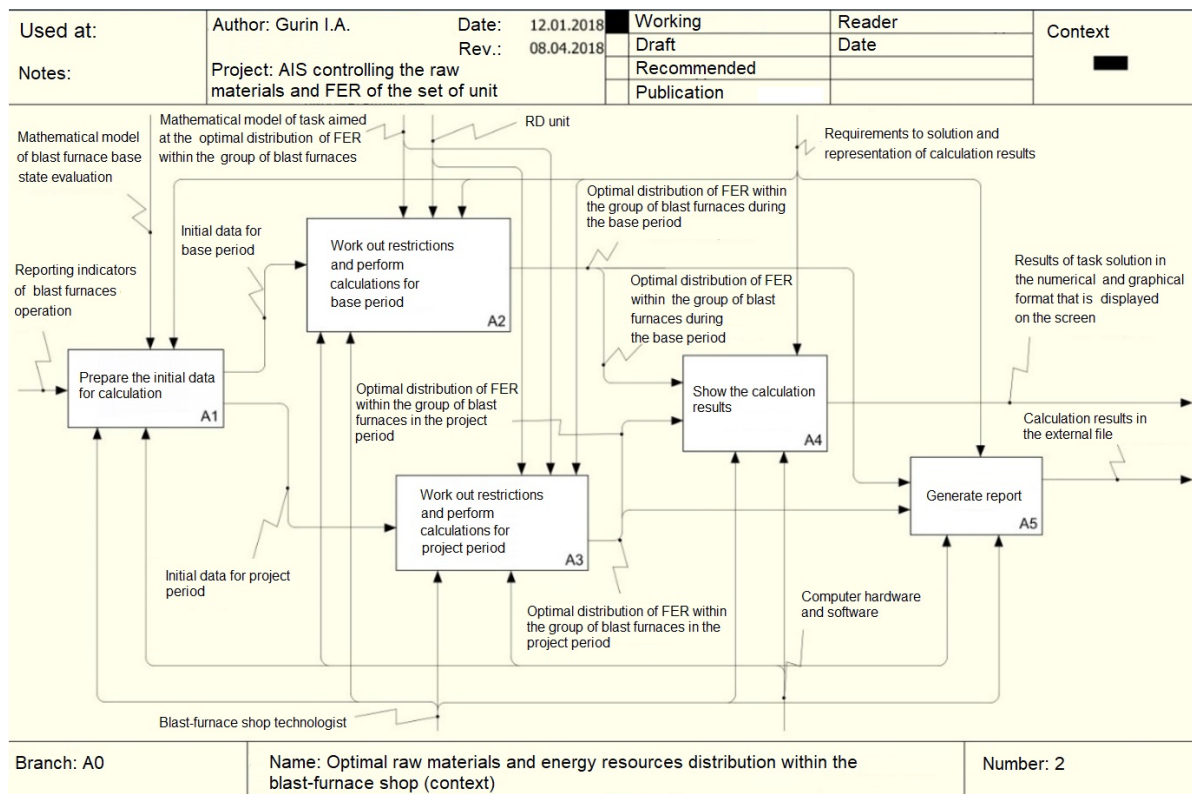 Used at:
Notes:
Author: Gurin I.A.
Date: 12.01.2018
Rev.: 08.04.2018
Project: AIS controlling the raw
materials and FER of the set of unit
Working
Draft
Recommended
Publication
Reader
Date
Context
Mathematical model
of blast furnace base
state evaluation
Mathematical model of task aimed
at the optimal distribution of FER
within the group of blast furnaces
RD unit
Requirements to solution and
representation of calculation results
Initial data for
base period
Work out restrictions
and perform
calculations for
base period
A2
Optimal distribution of FER within
the group of blast furnaces during
the base period
Reporting indicators
of blast furnaces
operation
Optimal distribution of FER
within the group of blast
furnaces during
the base period
Results of task solution in
the numerical and graphical
format that is displayed
on the screen
Prepare the initial data
for calculation
A1
Optimal distribution of FER
within the group of blast
furnaces in the project
period
Show the calculation
results
A4
Calculation results in
the external file
Work out restrictions
and perform
calculations for
project period
A3
Generate report
A5
Initial data for project
period
Optimal distribution of FER within
the group of blast furnaces in the
project period
Computer hardware
and software
Blast-furnace shop technologist
Branch: A0
Name: Optimal raw materials and energy resources distribution within the
blast-furnace shop (context)
Number: 2